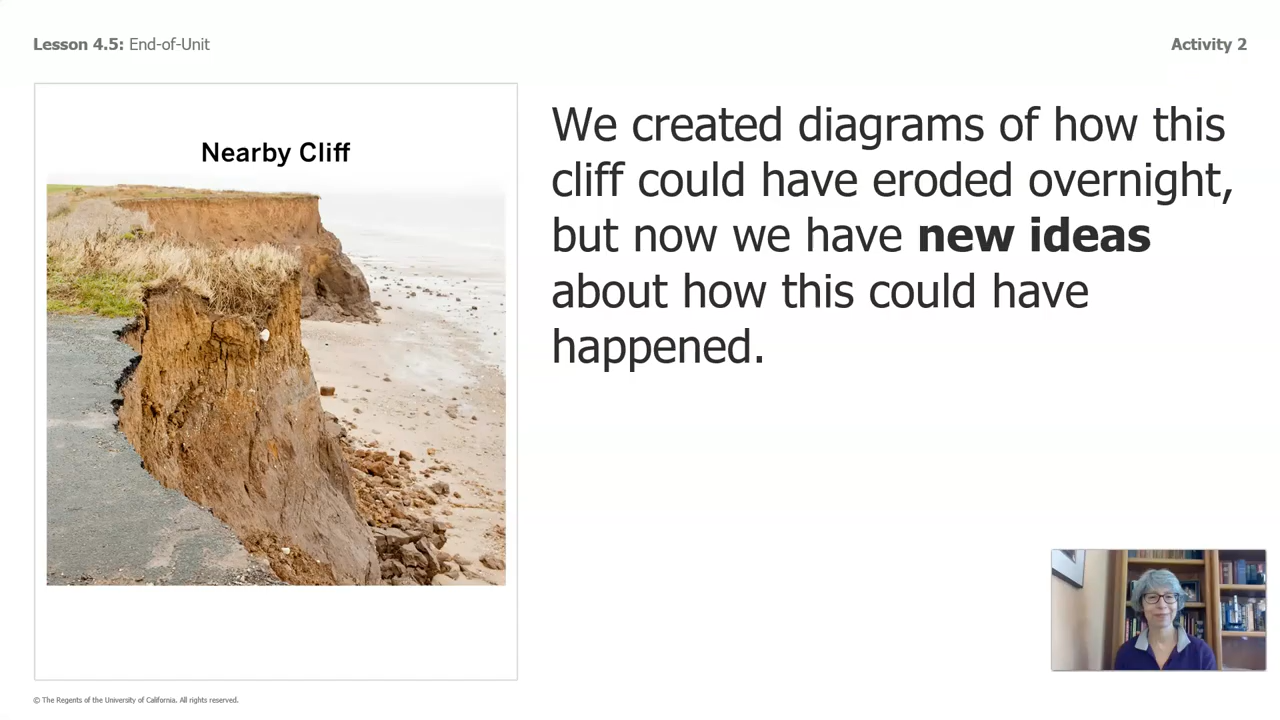 Lesson 4.5: End-of-Unit
Activity 2
Nearby Cliff
We created diagrams of how this
cliff could have eroded overnight,
but now we have new ideas
about how this could have
happened.
© The Regents of the University of California. All rights reserved.